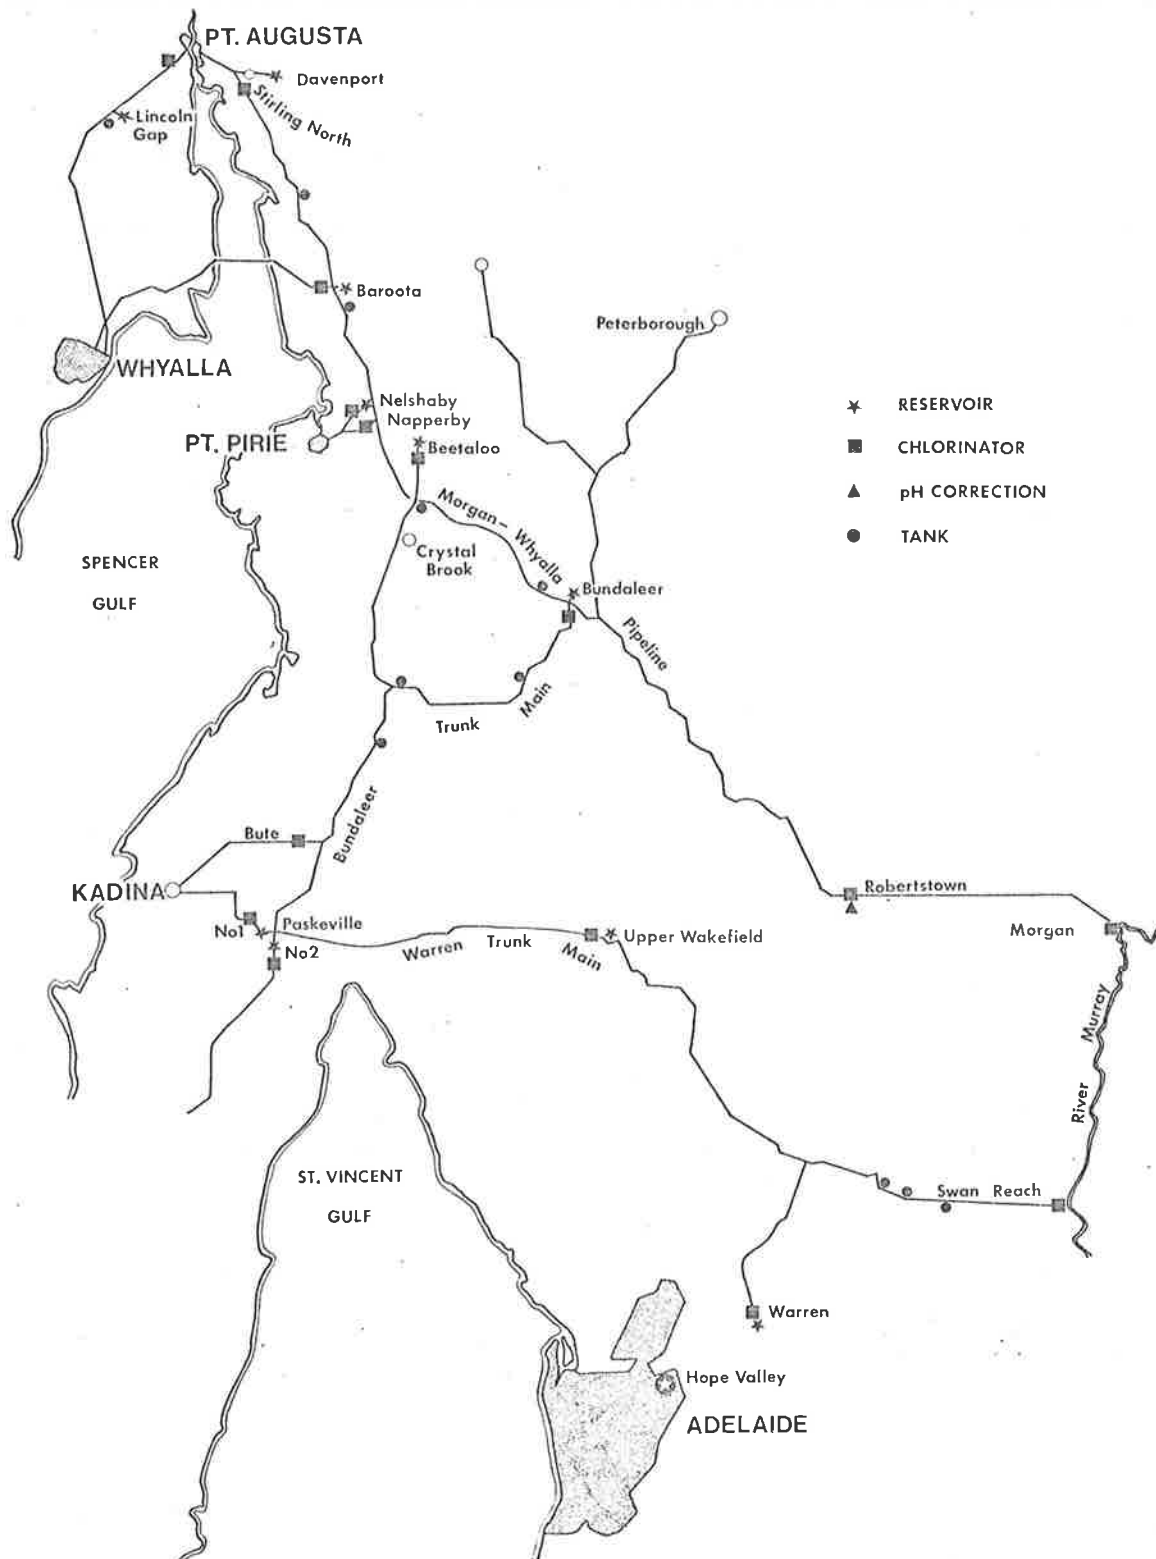 PT. AUGUSTA
Davenport
Stirling North
Lincoln
Gap
Baroota
Peterborough
WHYALLA
Nelshaby
Napperby
PT. PIRIE
Beetaloo
RESERVOIR
CHLORINATOR
pH CORRECTION
TANK
Morgan-Whyalla Pipeline
Crystal
Brook
SPENCER
GULF
Bundaleer
Bundaleer Trunk Main
Bute
KADINA
Robertstown
No1
Paskeville
No2
Warren Trunk Main
Upper Wakefield
Morgan
River Murray
ST. VINCENT
GULF
Swan Reach
Warren
Hope Valley
ADELAIDE